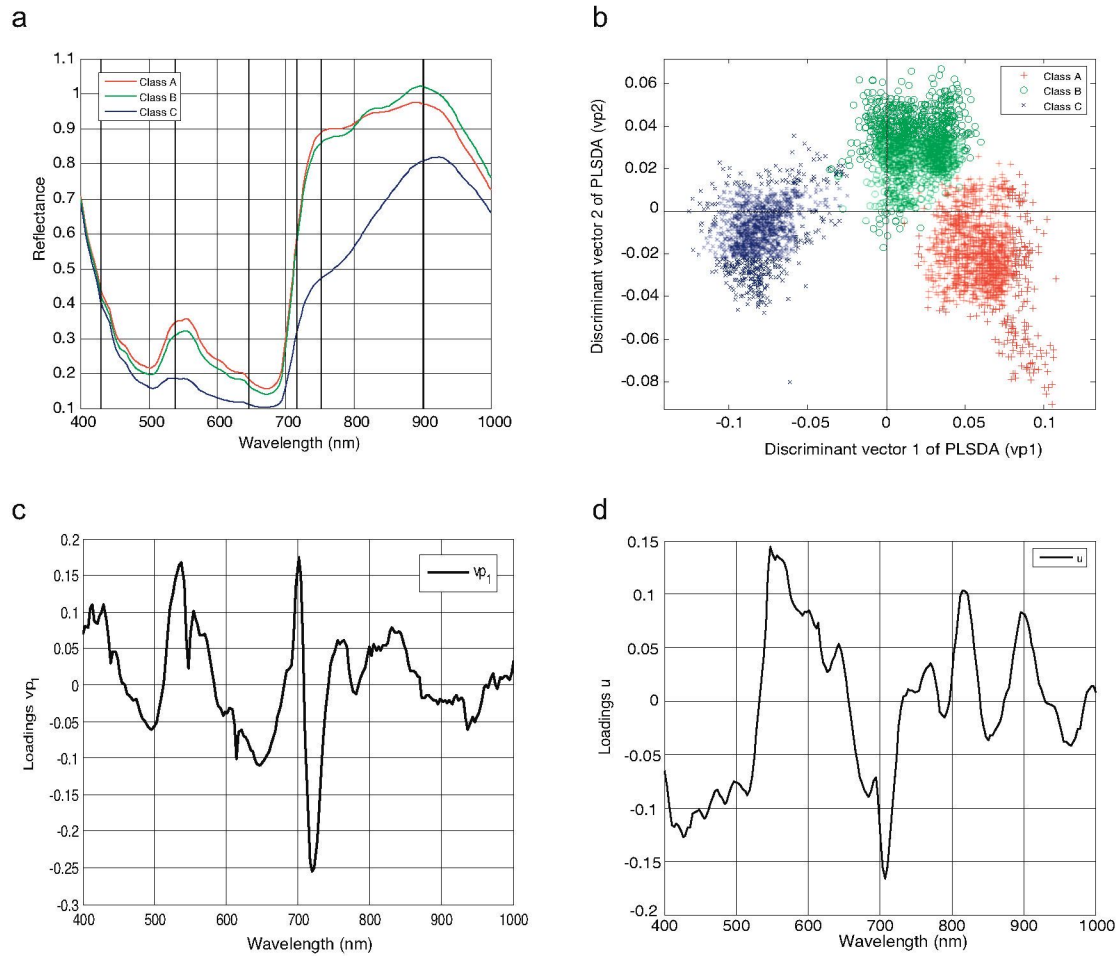 a
1.1
1
0.9
0.8
0.7
0.6
0.5
0.4
0.3
0.2
0.1
Reflectance
Class A
Class B
Class C
400 500 600 700 800 900 1000
Wavelength (nm)
b
0.06
0.04
0.02
0
-0.02
-0.04
-0.06
-0.08
Discriminant vector 2 of PLSDA (vp2)
Class A
Class B
Class C
-0.1 -0.05 0 0.05 0.1
Discriminant vector 1 of PLSDA (vp1)
c
0.2
0.15
0.1
0.05
0
-0.05
-0.1
-0.15
-0.2
-0.25
-0.3
Loadings vp1
vp1
400 500 600 700 800 900 1000
Wavelength (nm)
d
0.15
0.1
0.05
0
-0.05
-0.1
-0.15
-0.2
Loadings u
u
400 500 600 700 800 900 1000
Wavelength (nm)